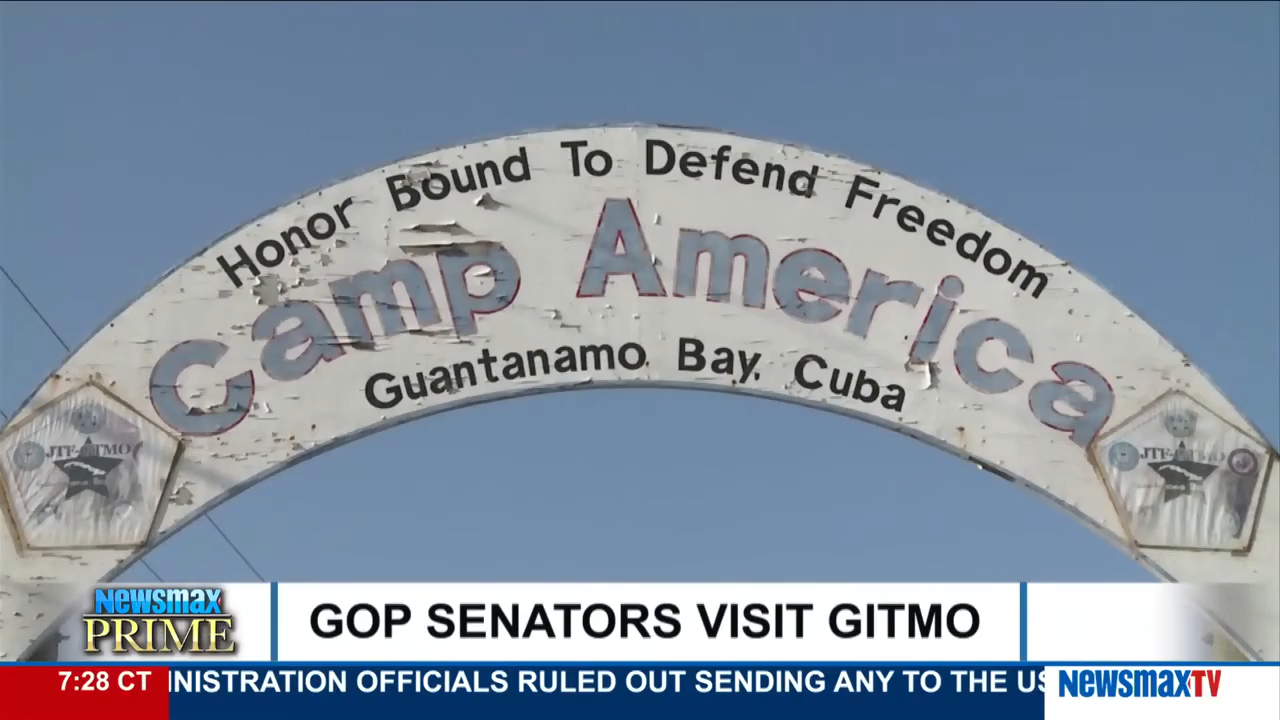 Honor Bound To Defend Freedom
Camp America
Guantanamo Bay, Cuba
JTF-GTMO
JTF-GTMO
Newsmax
PRIME
GOP SENATORS VISIT GITMO
7:28 CT
INISTRATION OFFICIALS RULED OUT SENDING ANY TO THE US
NEWSMAXTV